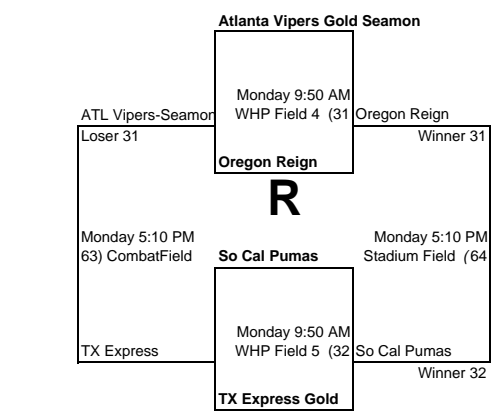 Atlanta Vipers Gold Seamon
Monday 9:50 AM
ATL Vipers-Seamon WHP Field 4 (31 Oregon Reign
Loser 31 Winner 31
Oregon Reign
R
Monday 5:10 PM Monday 5:10 PM
63) CombatField So Cal Pumas Stadium Field (64
Monday 9:50 AM
TX Express WHP Field 5 (32 So Cal Pumas
Winner 32
TX Express Gold